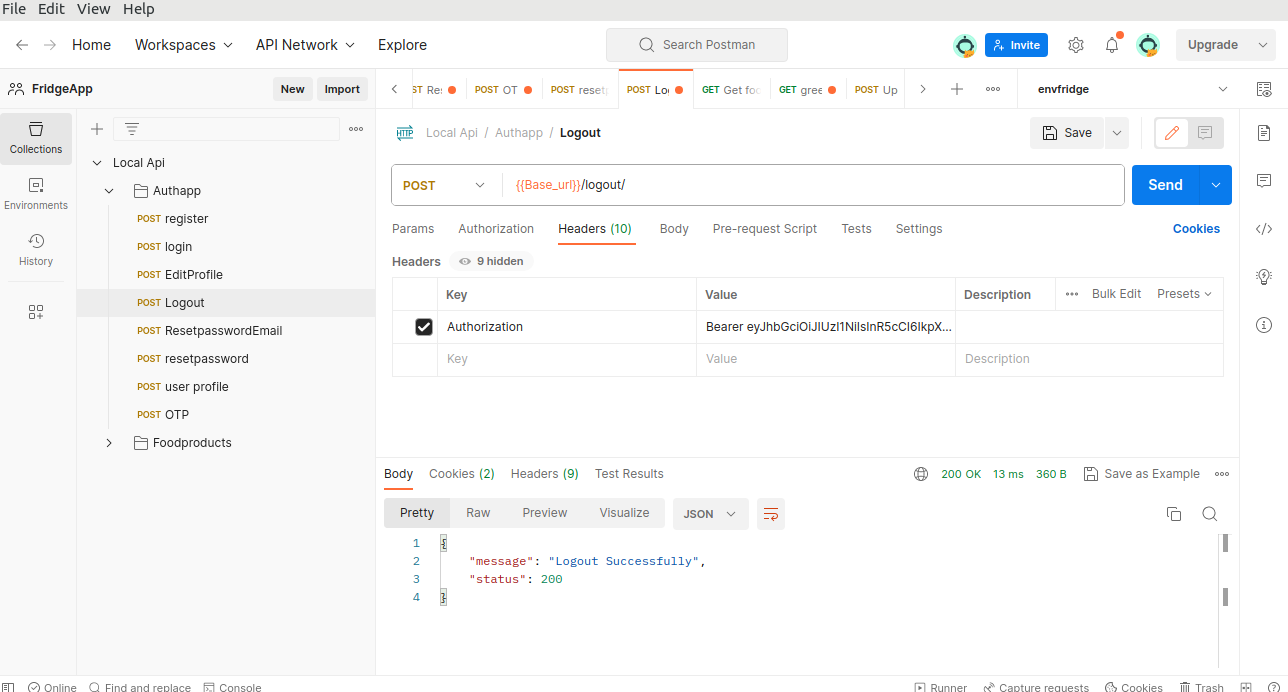 File Edit View Help
Home Workspaces API Network Explore Search Postman Invite Upgrade
FridgeApp New Import
ST Re: POST OT POST reset POST Lo GET Get fo GET gree POST Up envfridge
Collections
Environments
History
Local Api
Authapp
POST register
POST login
POST EditProfile
POST Logout
POST ResetpasswordEmail
POST resetpassword
POST user profile
POST OTP
Foodproducts
HTTP Local Api / Authapp / Logout Save
POST {{Base_url}}/logout/ Send
Params Authorization Headers (10) Body Pre-request Script Tests Settings Cookies
Headers 9 hidden
Key Value Description Bulk Edit Presets
Authorization Bearer eyJhbGciOiJIUzI1NiIsInR5cCI6IkpX...
Key Value Description
Body Cookies (2) Headers (9) Test Results 200 OK 13 ms 360 B Save as Example
Pretty Raw Preview Visualize JSON
1 {
2 "message": "Logout Successfully",
3 "status": 200
4 }
Online Find and replace Console Runner Capture requests Cookies Trash